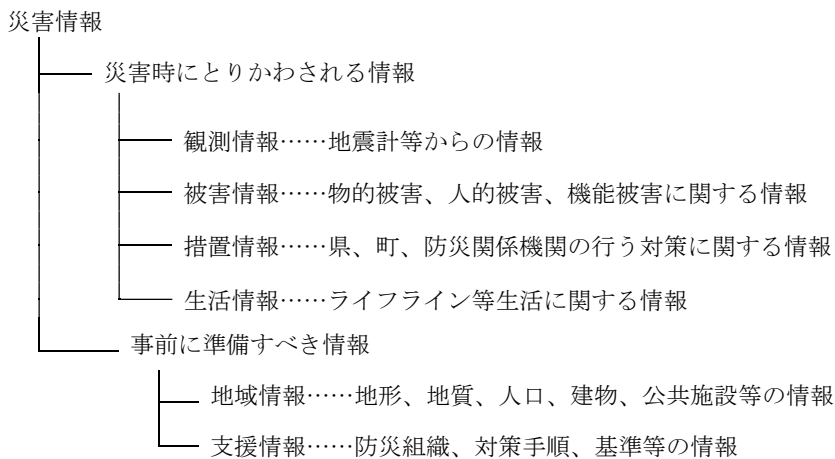 災害情報
災害時にとりかわされる情報
観測情報……地震計等からの情報
被害情報……物的被害、人的被害、機能被害に関する情報
措置情報……県、町、防災関係機関の行う対策に関する情報
生活情報……ライフライン等生活に関する情報
事前に準備すべき情報
地域情報……地形、地質、人口、建物、公共施設等の情報
支援情報……防災組織、対策手順、基準等の情報